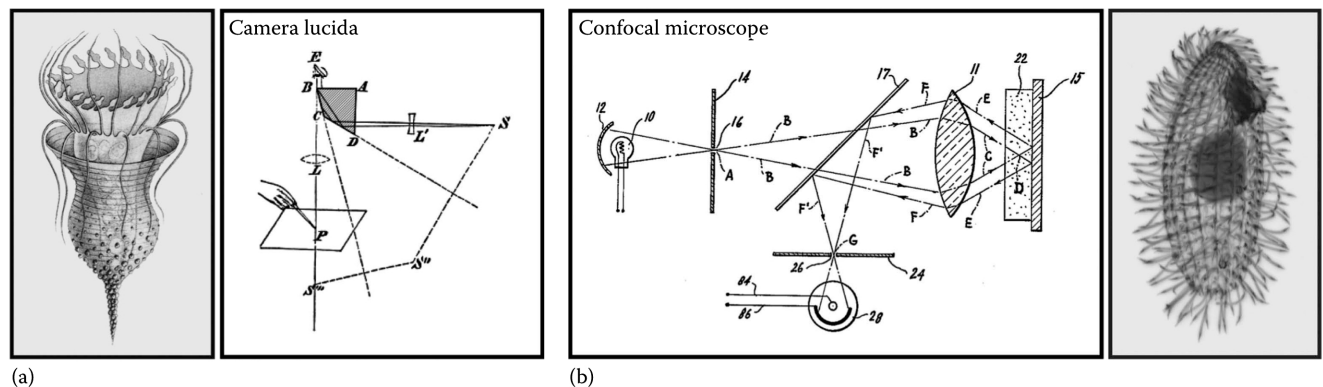 Camera lucida
E
B
A
C
D
L'
S
L
P
S''
S'''
(a)
Confocal microscope
14
17
11
22
15
12
10
16
F
E
B
B
C
A
F'
B
D
B
F'
F
E
G
26
24
84
86
28
(b)